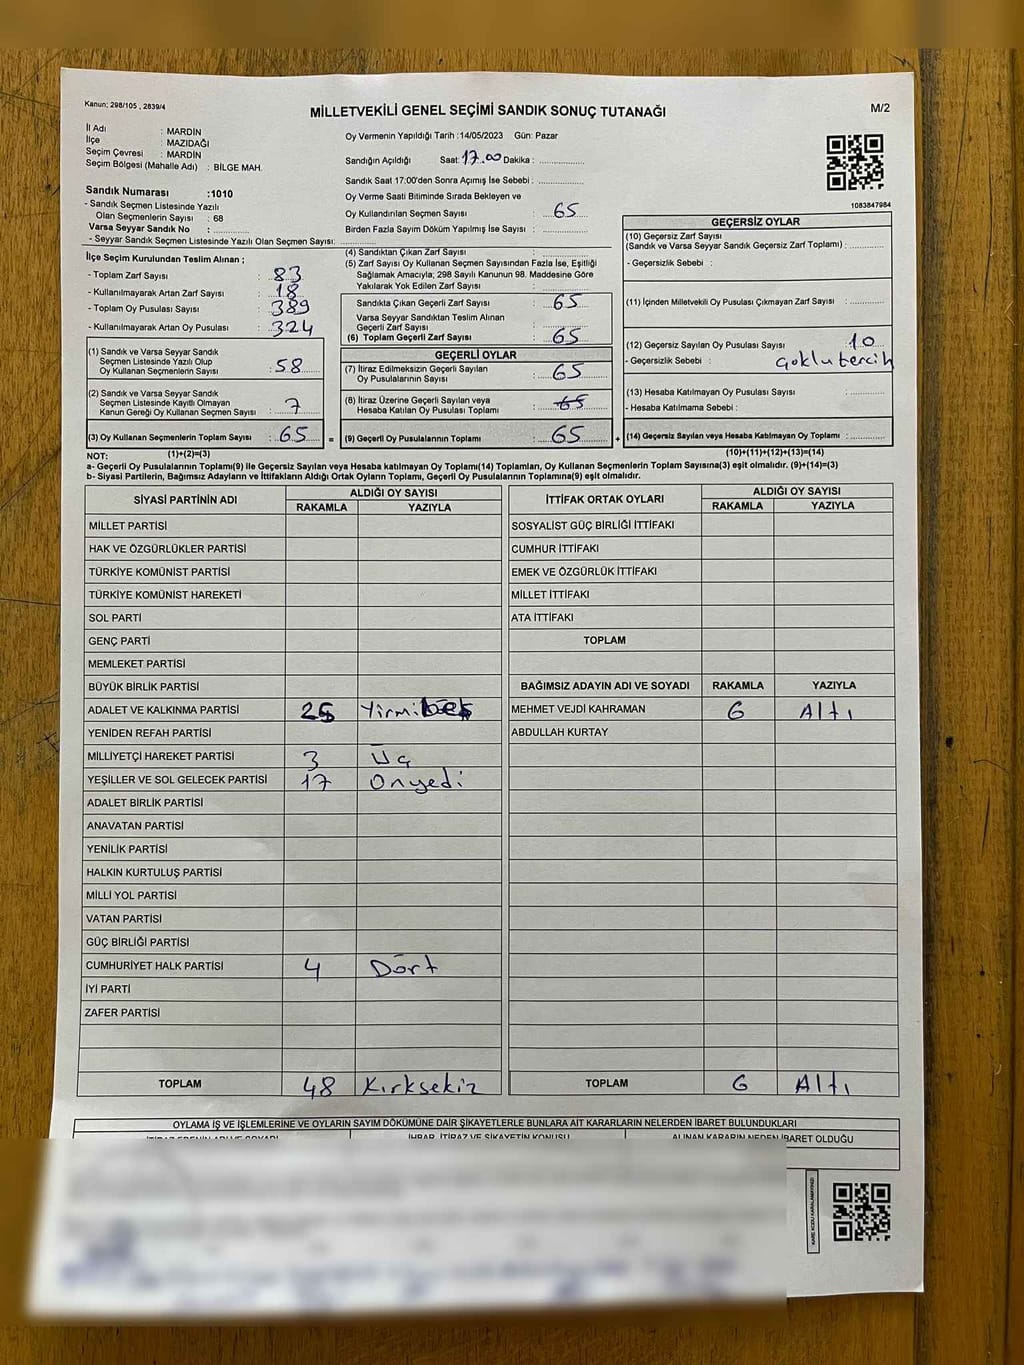 Kanun; 298/105 , 2839/4
MİLLETVEKİLİ GENEL SEÇİMİ SANDIK SONUÇ TUTANAĞI
M/2
İl Adı : MARDİN
İlçe : MAZIDAĞI
Seçim Çevresi : MARDİN
Seçim Bölgesi (Mahalle Adı) : BİLGE MAH.
Sandık Numarası :1010
- Sandık Seçmen Listesinde Yazılı
Olan Seçmenlerin Sayısı : 68
Varsa Seyyar Sandık No :
- Seyyar Sandık Seçmen Listesinde Yazılı Olan Seçmen Sayısı:
Oy Vermenin Yapıldığı Tarih :14/05/2023 Gün: Pazar
Sandığın Açıldığı Saat: 17.00 Dakika :
Sandık Saat 17:00'den Sonra Açımış İse Sebebi :
Oy Verme Saati Bitiminde Sırada Bekleyen ve
Oy Kullandırılan Seçmen Sayısı : 65
Birden Fazla Sayım Döküm Yapılmış İse Sayısı :
1083847984
İlçe Seçim Kurulundan Teslim Alınan ;
- Toplam Zarf Sayısı : 83
- Kullanılmayarak Artan Zarf Sayısı : 18
- Toplam Oy Pusulası Sayısı : 389
- Kullanılmayarak Artan Oy Pusulası : 324
(1) Sandık ve Varsa Seyyar Sandık
Seçmen Listesinde Yazılı Olup
Oy Kullanan Seçmenlerin Sayısı : 58
(2) Sandık ve Varsa Seyyar Sandık
Seçmen Listesinde Kayıtlı Olmayan
Kanun Gereği Oy Kullanan Seçmen Sayısı : 7
(3) Oy Kullanan Seçmenlerin Toplam Sayısı : 65 =
(4) Sandıktan Çıkan Zarf Sayısı :
(5) Zarf Sayısı Oy Kullanan Seçmen Sayısından Fazla İse, Eşitliği
Sağlamak Amacıyla; 298 Sayılı Kanunun 98. Maddesine Göre
Yakılarak Yok Edilen Zarf Sayısı :
Sandıkta Çıkan Geçerli Zarf Sayısı : 65
Varsa Seyyar Sandıktan Teslim Alınan
Geçerli Zarf Sayısı :
(6) Toplam Geçerli Zarf Sayısı : 65
GEÇERLİ OYLAR
(7) İtiraz Edilmeksizin Geçerli Sayılan
Oy Pusulalarının Sayısı : 65
(8) İtiraz Üzerine Geçerli Sayılan veya
Hesaba Katılan Oy Pusulası Toplamı : 65
(9) Geçerli Oy Pusulalarının Toplamı : 65 +
GEÇERSİZ OYLAR
(10) Geçersiz Zarf Sayısı
(Sandık ve Varsa Seyyar Sandık Geçersiz Zarf Toplamı) :
- Geçersizlik Sebebi :
(11) İçinden Milletvekili Oy Pusulası Çıkmayan Zarf Sayısı :
(12) Geçersiz Sayılan Oy Pusulası Sayısı : 10
- Geçersizlik Sebebi : çoklu tercih
(13) Hesaba Katılmayan Oy Pusulası Sayısı :
- Hesaba Katılmama Sebebi :
(14) Geçersiz Sayılan veya Hesaba Katılmayan Oy Toplamı :
NOT: (1)+(2)=(3) (10)+(11)+(12)+(13)=(14)
a- Geçerli Oy Pusulalarının Toplamı(9) ile Geçersiz Sayılan veya Hesaba katılmayan Oy Toplamı(14) Toplamları, Oy Kullanan Seçmenlerin Toplam Sayısına(3) eşit olmalıdır. (9)+(14)=(3)
b- Siyasi Partilerin, Bağımsız Adayların ve İttifakların Aldığı Ortak Oyların Toplamı, Geçerli Oy Pusulalarının Toplamına(9) eşit olmalıdır.
SİYASİ PARTİNİN ADI ALDIĞI OY SAYISI
RAKAMLA YAZIYLA
MİLLET PARTİSİ
HAK VE ÖZGÜRLÜKLER PARTİSİ
TÜRKİYE KOMÜNİST PARTİSİ
TÜRKİYE KOMÜNİST HAREKETİ
SOL PARTİ
GENÇ PARTİ
MEMLEKET PARTİSİ
BÜYÜK BİRLİK PARTİSİ
ADALET VE KALKINMA PARTİSİ 25 Yirmibeş
YENİDEN REFAH PARTİSİ
MİLLİYETÇİ HAREKET PARTİSİ 3 Üç
YEŞİLLER VE SOL GELECEK PARTİSİ 17 Onyedi
ADALET BİRLİK PARTİSİ
ANAVATAN PARTİSİ
YENİLİK PARTİSİ
HALKIN KURTULUŞ PARTİSİ
MİLLİ YOL PARTİSİ
VATAN PARTİSİ
GÜÇ BİRLİĞİ PARTİSİ
CUMHURİYET HALK PARTİSİ 4 Dört
İYİ PARTİ
ZAFER PARTİSİ
TOPLAM 48 Kırksekiz
İTTİFAK ORTAK OYLARI ALDIĞI OY SAYISI
RAKAMLA YAZIYLA
SOSYALİST GÜÇ BİRLİĞİ İTTİFAKI
CUMHUR İTTİFAKI
EMEK VE ÖZGÜRLÜK İTTİFAKI
MİLLET İTTİFAKI
ATA İTTİFAKI
TOPLAM
BAĞIMSIZ ADAYIN ADI VE SOYADI RAKAMLA YAZIYLA
MEHMET VEJDİ KAHRAMAN 6 Altı
ABDULLAH KURTAY
TOPLAM 6 Altı
OYLAMA İŞ VE İŞLEMLERİNE VE OYLARIN SAYIM DÖKÜMÜNE DAİR ŞİKAYETLERLE BUNLARA AİT KARARLARIN NELERDEN İBARET BULUNDUKLARI
İHBAR, İTİRAZ VE ŞİKAYETİN KONUSU ALINAN KARARIN NEDEN İBARET OLDUĞU
KARE KODU KARALAMAYINIZ!